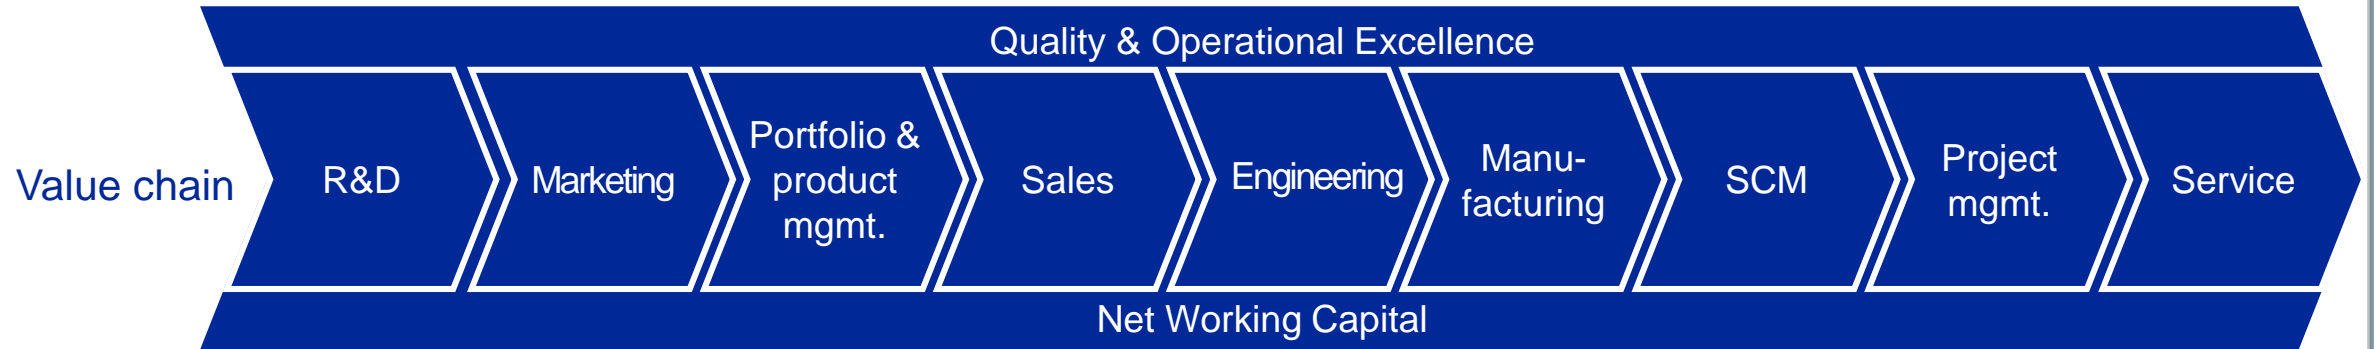 Quality & Operational Excellence
Value chain
R&D
Marketing
Portfolio &
product
mgmt.
Sales
Engineering
Manu-
facturing
SCM
Project
mgmt.
Service
Net Working Capital